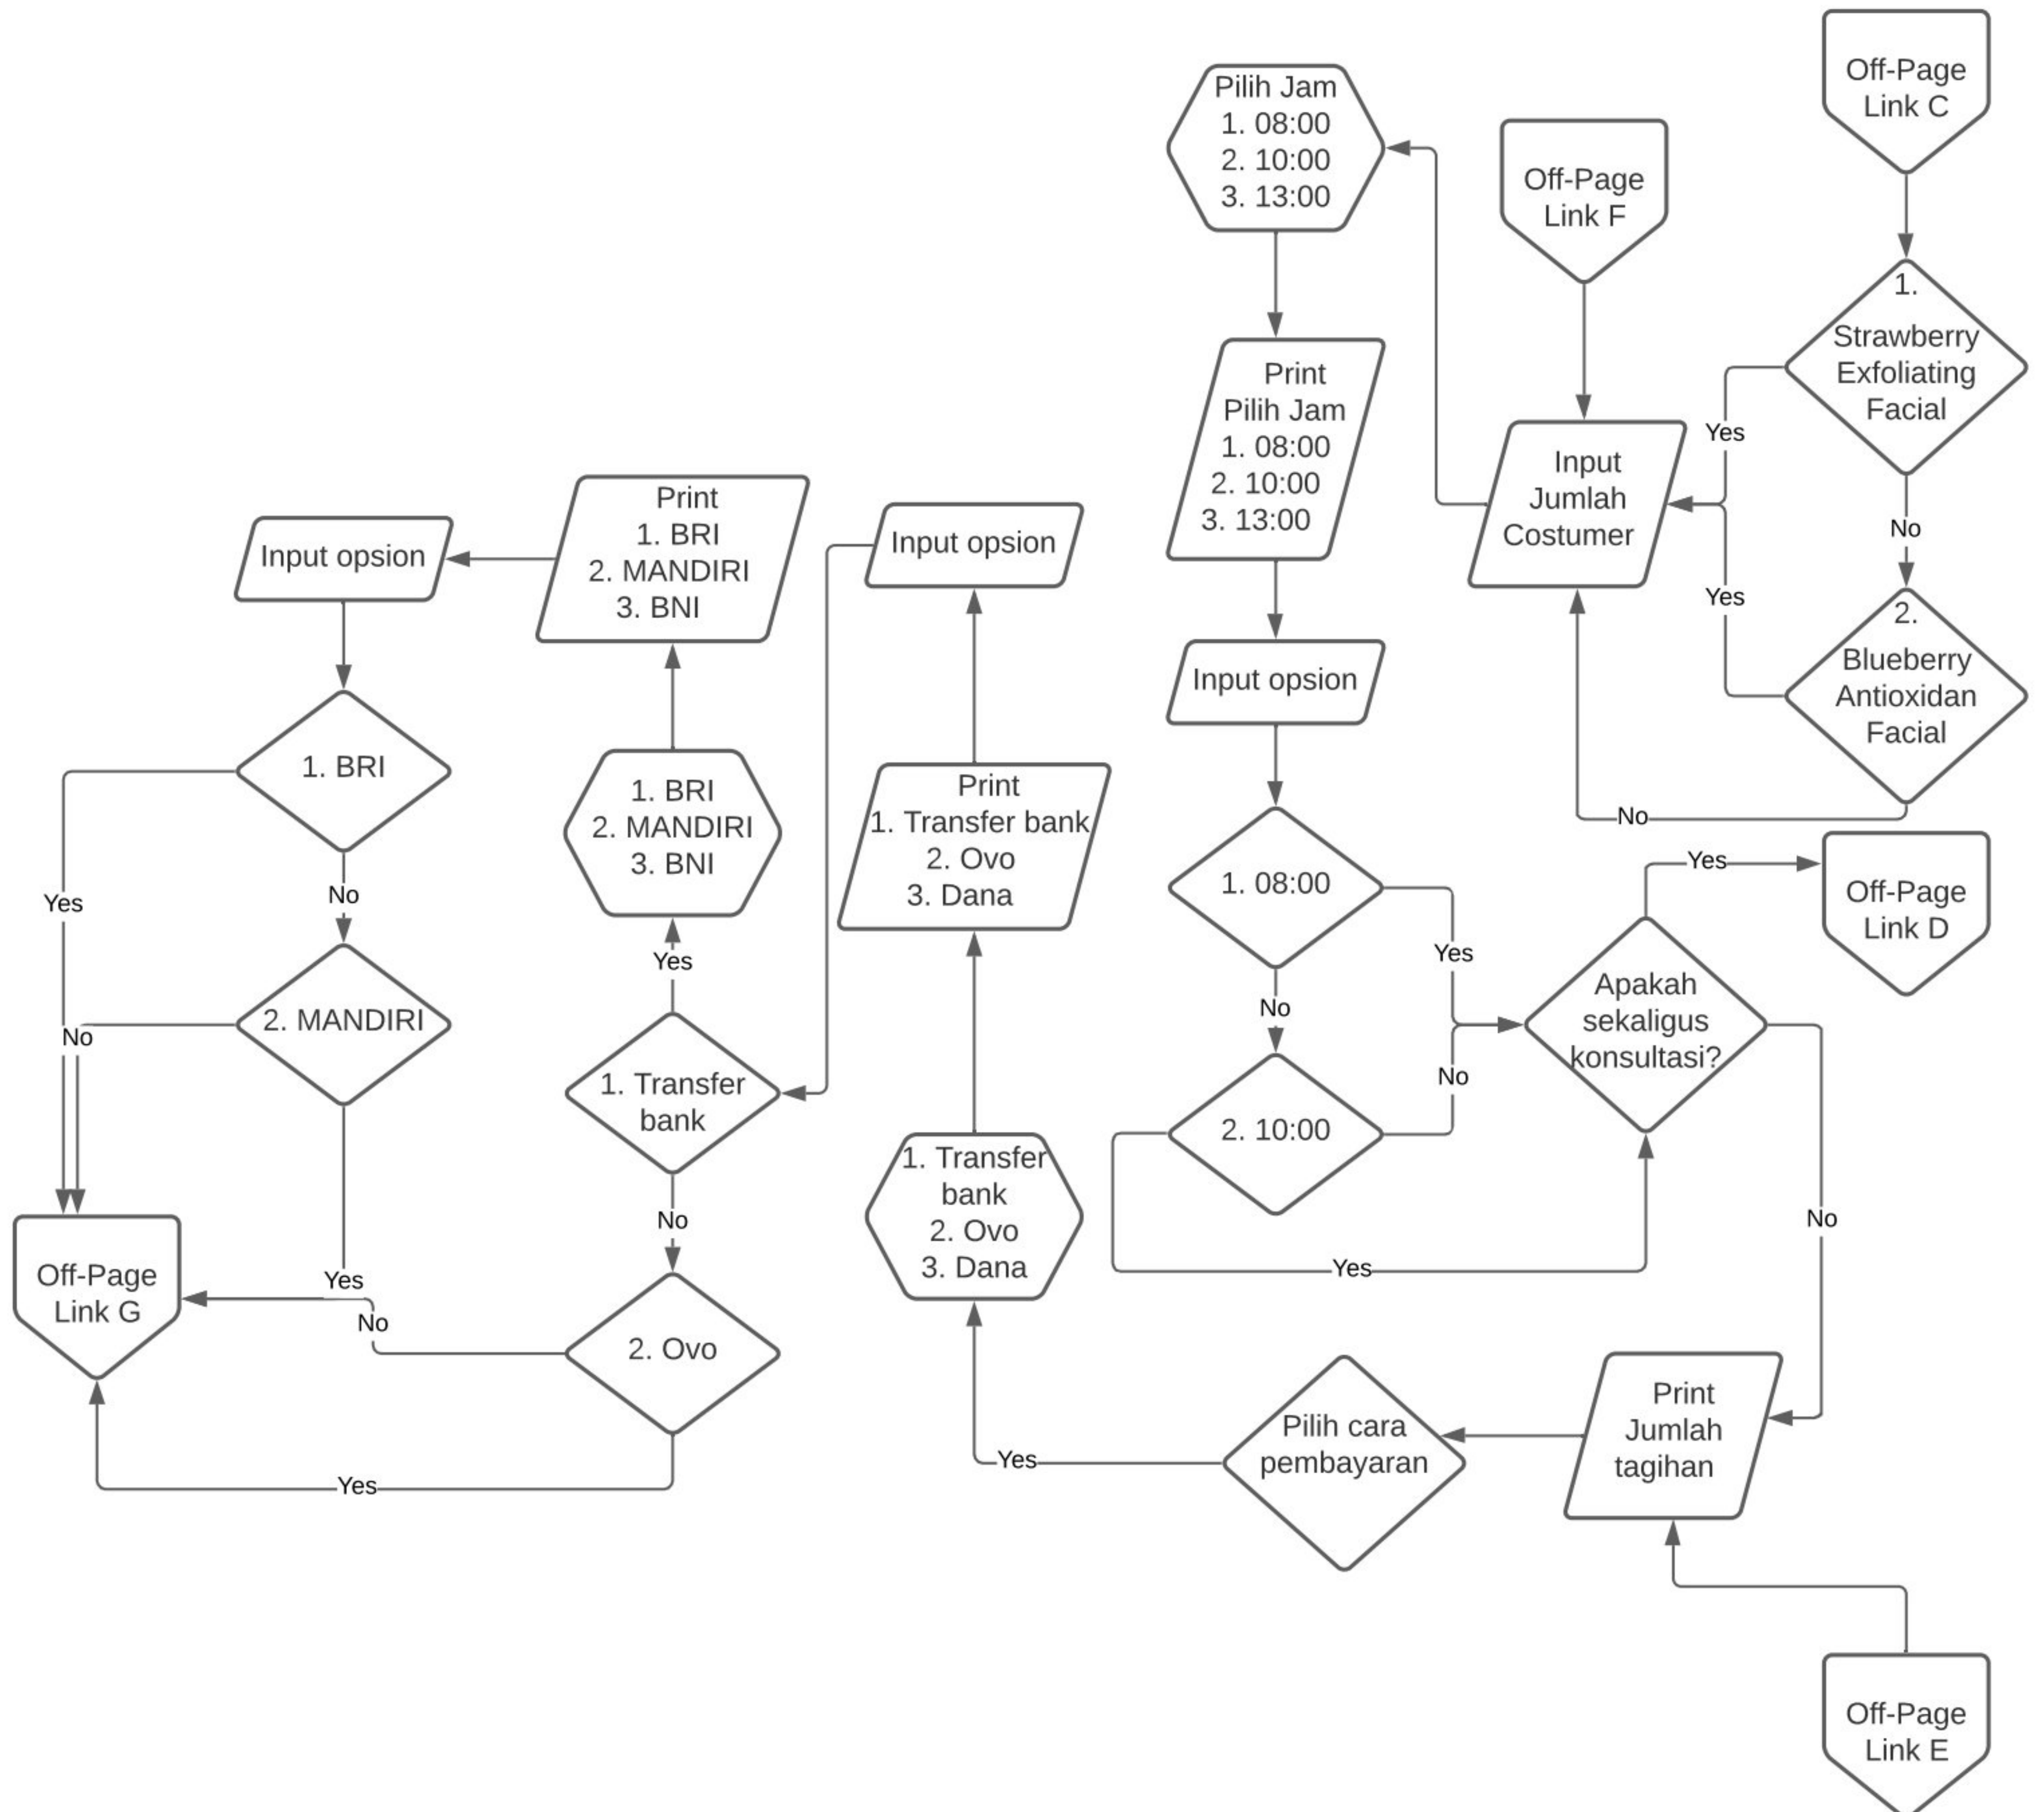 Off-Page
Link C
Pilih Jam
1. 08:00
2. 10:00
3. 13:00
Off-Page
Link F
1.
Strawberry
Exfoliating
Facial
Yes
No
Print
Pilih Jam
1. 08:00
2. 10:00
3. 13:00
Input
Jumlah
Costumer
Yes
2.
Blueberry
Antioxidan
Facial
No
Input opsion
Print
1. BRI
2. MANDIRI
3. BNI
Input opsion
Input opsion
1. BRI
Yes
No
1. BRI
2. MANDIRI
3. BNI
Print
1. Transfer bank
2. Ovo
3. Dana
1. 08:00
Yes
No
Yes
Off-Page
Link D
Apakah
sekaligus
konsultasi?
2. MANDIRI
No
Yes
Yes
1. Transfer
bank
No
2. 10:00
No
Yes
No
1. Transfer
bank
2. Ovo
3. Dana
Off-Page
Link G
No
2. Ovo
Yes
Pilih cara
pembayaran
Yes
Print
Jumlah
tagihan
Off-Page
Link E